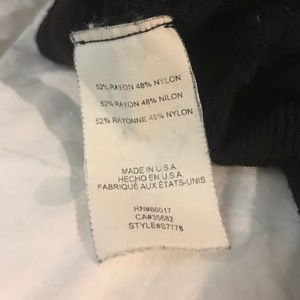 52% RAYON 48% NYLON
52% RAYON 48% NILON
52% RAYONNE 48% NYLON
MADE IN U.S.A.
HECHO EN U.S.A.
FABRIQUÉ AUX ÉTATS-UNIS
RN#66017
CA#35682
STYLE#S7778